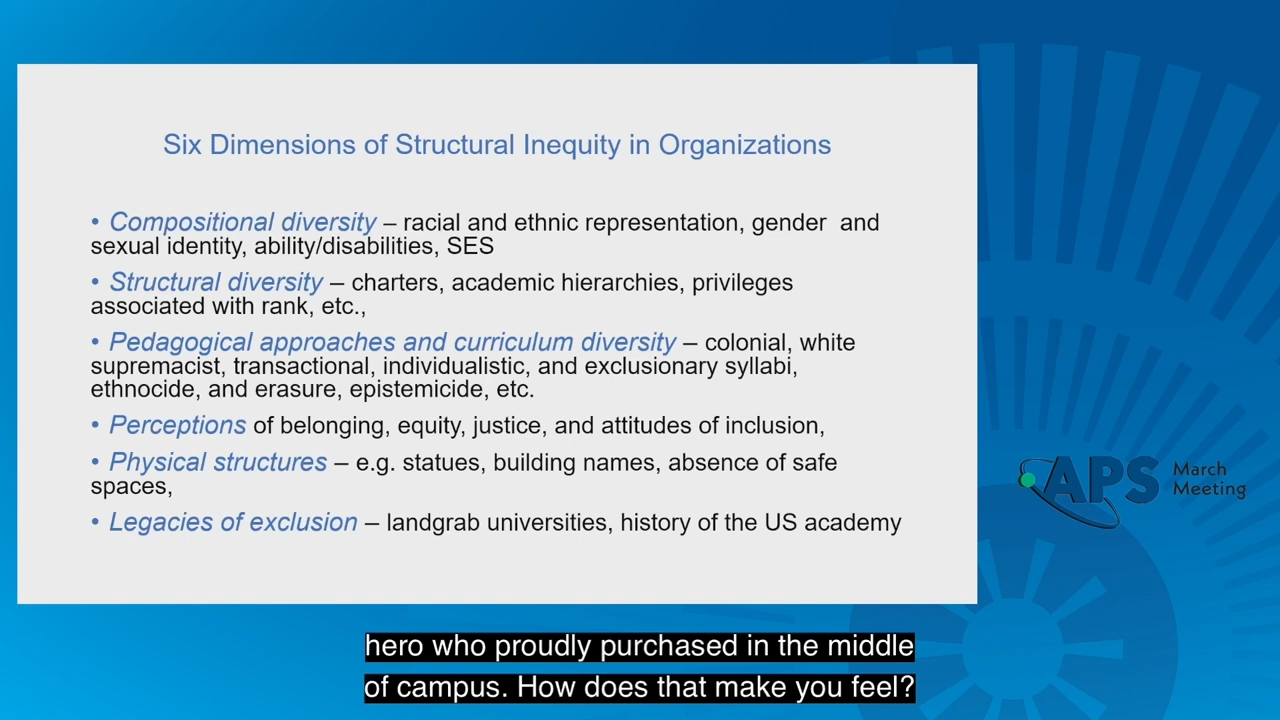 Six Dimensions of Structural Inequity in Organizations
• Compositional diversity – racial and ethnic representation, gender and
sexual identity, ability/disabilities, SES
• Structural diversity – charters, academic hierarchies, privileges
associated with rank, etc.,
• Pedagogical approaches and curriculum diversity – colonial, white
supremacist, transactional, individualistic, and exclusionary syllabi,
ethnocide, and erasure, epistemicide, etc.
• Perceptions of belonging, equity, justice, and attitudes of inclusion,
• Physical structures – e.g. statues, building names, absence of safe
spaces,
• Legacies of exclusion – landgrab universities, history of the US academy
APS March
Meeting
hero who proudly purchased in the middle
of campus. How does that make you feel?